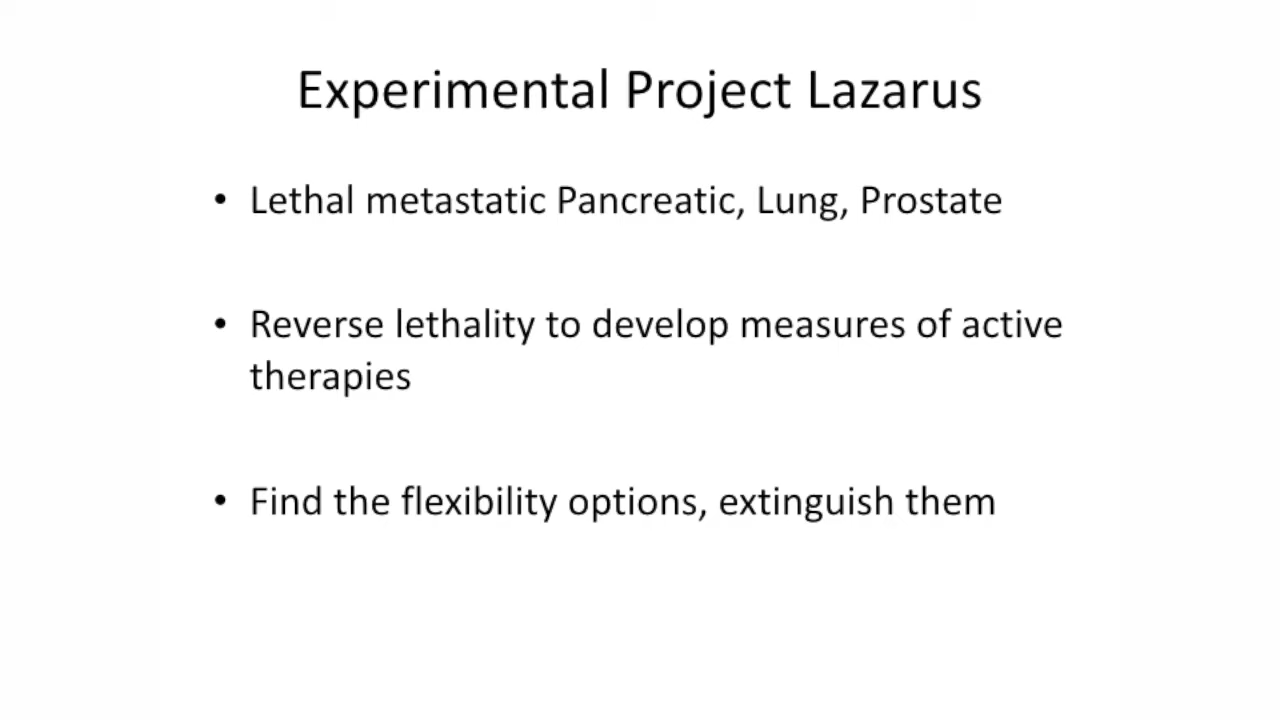 Experimental Project Lazarus
• Lethal metastatic Pancreatic, Lung, Prostate
• Reverse lethality to develop measures of active
therapies
• Find the flexibility options, extinguish them